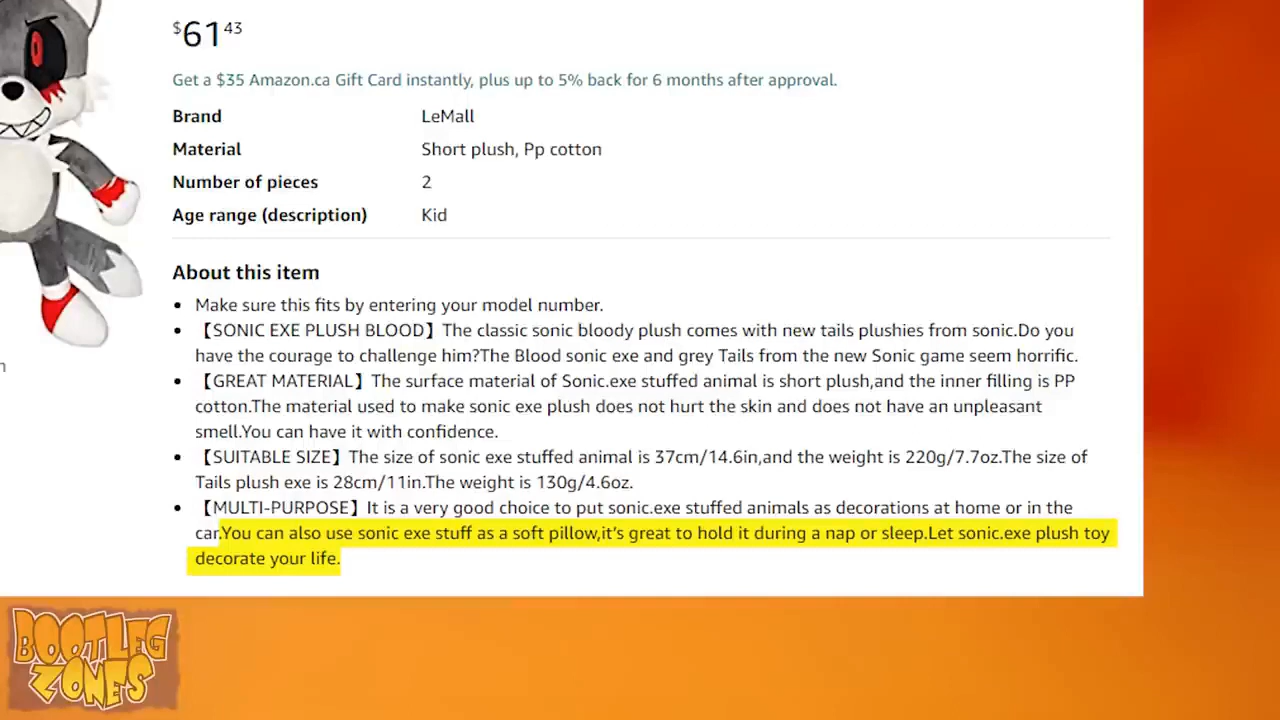 $61 43
Get a $35 Amazon.ca Gift Card instantly, plus up to 5% back for 6 months after approval.
Brand LeMall
Material Short plush, Pp cotton
Number of pieces 2
Age range (description) Kid
About this item
• Make sure this fits by entering your model number.
• 【SONIC EXE PLUSH BLOOD】The classic sonic bloody plush comes with new tails plushies from sonic.Do you
have the courage to challenge him?The Blood sonic exe and grey Tails from the new Sonic game seem horrific.
• 【GREAT MATERIAL】The surface material of Sonic.exe stuffed animal is short plush,and the inner filling is PP
cotton.The material used to make sonic exe plush does not hurt the skin and does not have an unpleasant
smell.You can have it with confidence.
• 【SUITABLE SIZE】The size of sonic exe stuffed animal is 37cm/14.6in,and the weight is 220g/7.7oz.The size of
Tails plush exe is 28cm/11in.The weight is 130g/4.6oz.
• 【MULTI-PURPOSE】It is a very good choice to put sonic.exe stuffed animals as decorations at home or in the
car.You can also use sonic exe stuff as a soft pillow,it’s great to hold it during a nap or sleep.Let sonic.exe plush toy
decorate your life.
BOOTLEG
ZONES